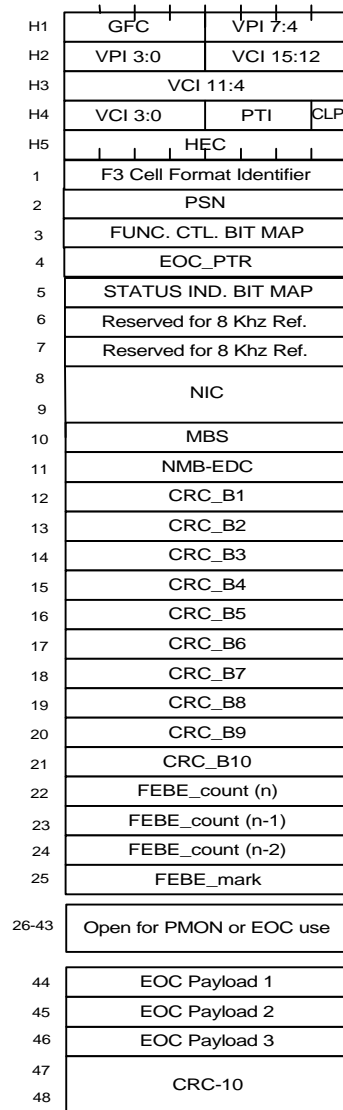 H1 GFC VPI 7:4
H2 VPI 3:0 VCI 15:12
H3 VCI 11:4
H4 VCI 3:0 PTI CLP
H5 HEC
1 F3 Cell Format Identifier
2 PSN
3 FUNC. CTL. BIT MAP
4 EOC_PTR
5 STATUS IND. BIT MAP
6 Reserved for 8 Khz Ref.
7 Reserved for 8 Khz Ref.
8
NIC
9
10 MBS
11 NMB-EDC
12 CRC_B1
13 CRC_B2
14 CRC_B3
15 CRC_B4
16 CRC_B5
17 CRC_B6
18 CRC_B7
19 CRC_B8
20 CRC_B9
21 CRC_B10
22 FEBE_count (n)
23 FEBE_count (n-1)
24 FEBE_count (n-2)
25 FEBE_mark
26-43 Open for PMON or EOC use
44 EOC Payload 1
45 EOC Payload 2
46 EOC Payload 3
47
CRC-10
48